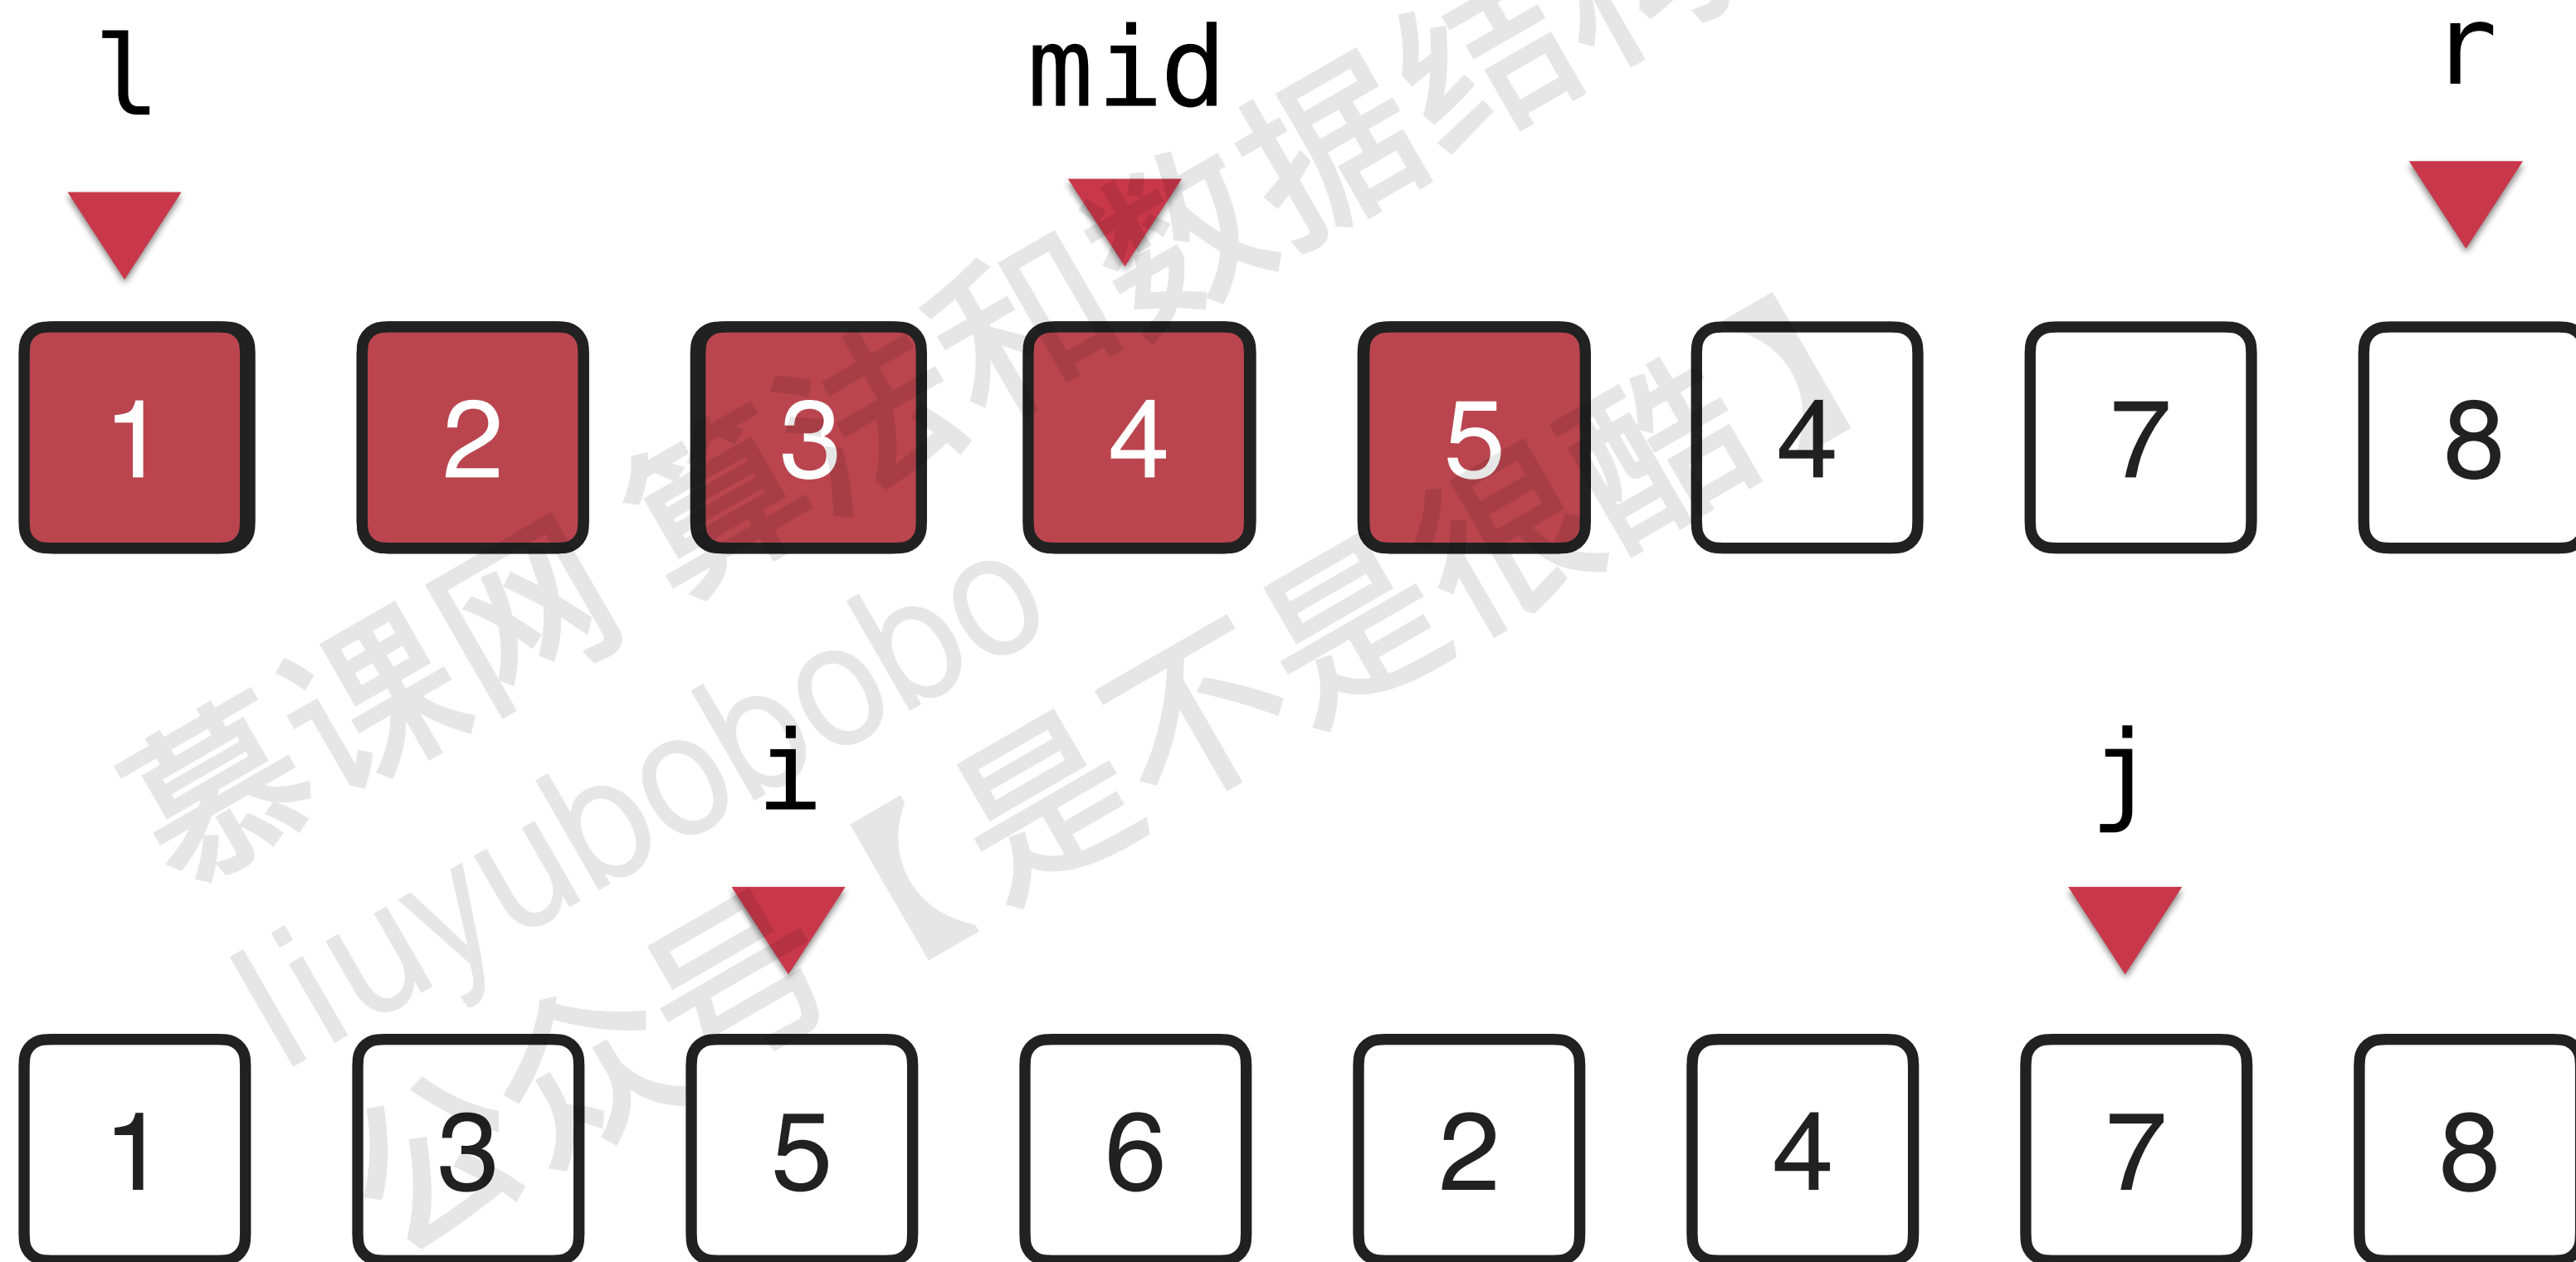 l mid r
1 2 3 4 5 4 7 8
i j
1 3 5 6 2 4 7 8
慕课网 算法和数据结构
liuyubobobo
公众号【是不是很酷】